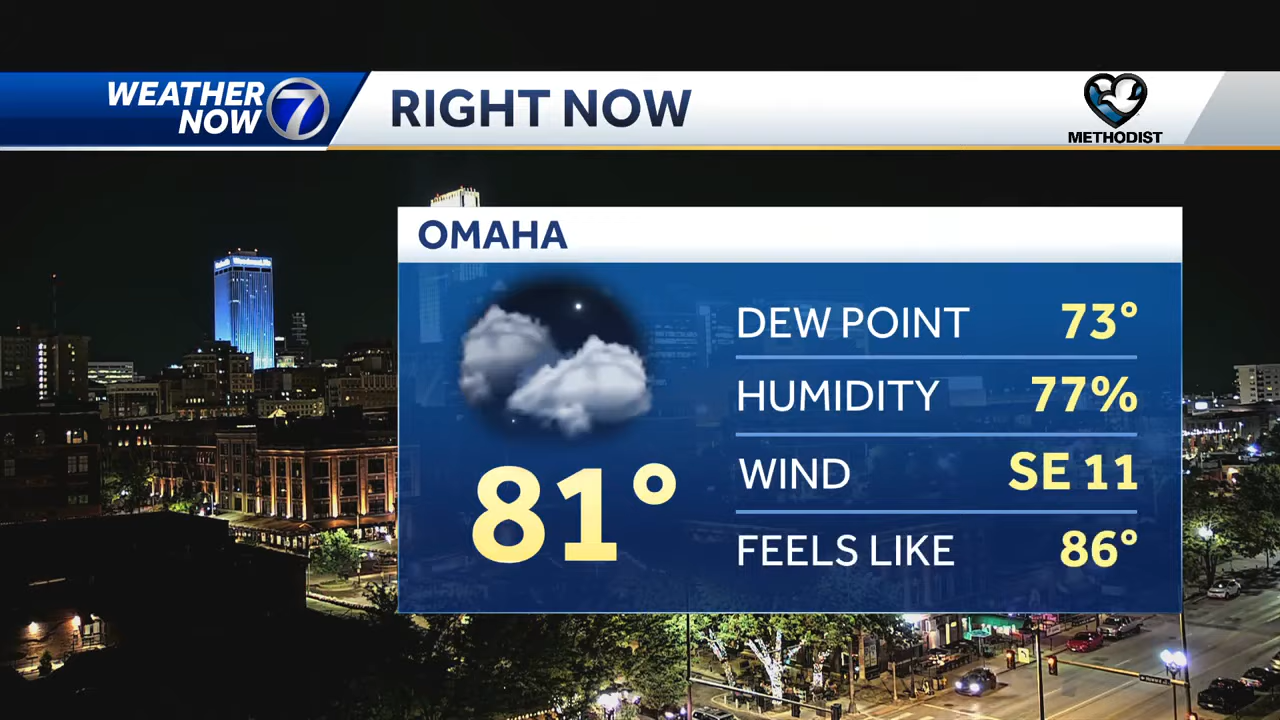 WEATHER
NOW 7
RIGHT NOW
METHODIST
OMAHA
81°
DEW POINT 73°
HUMIDITY 77%
WIND SE 11
FEELS LIKE 86°